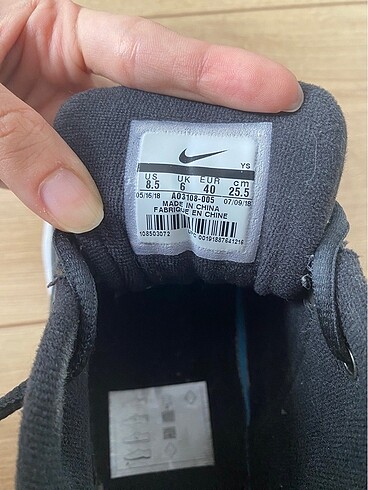 YS
US UK EUR cm
8.5 6 40 25.5
05/16/18 AO3108-005 07/09/18
MADE IN CHINA
FABRIQUE EN CHINE
108503072 00191887641216